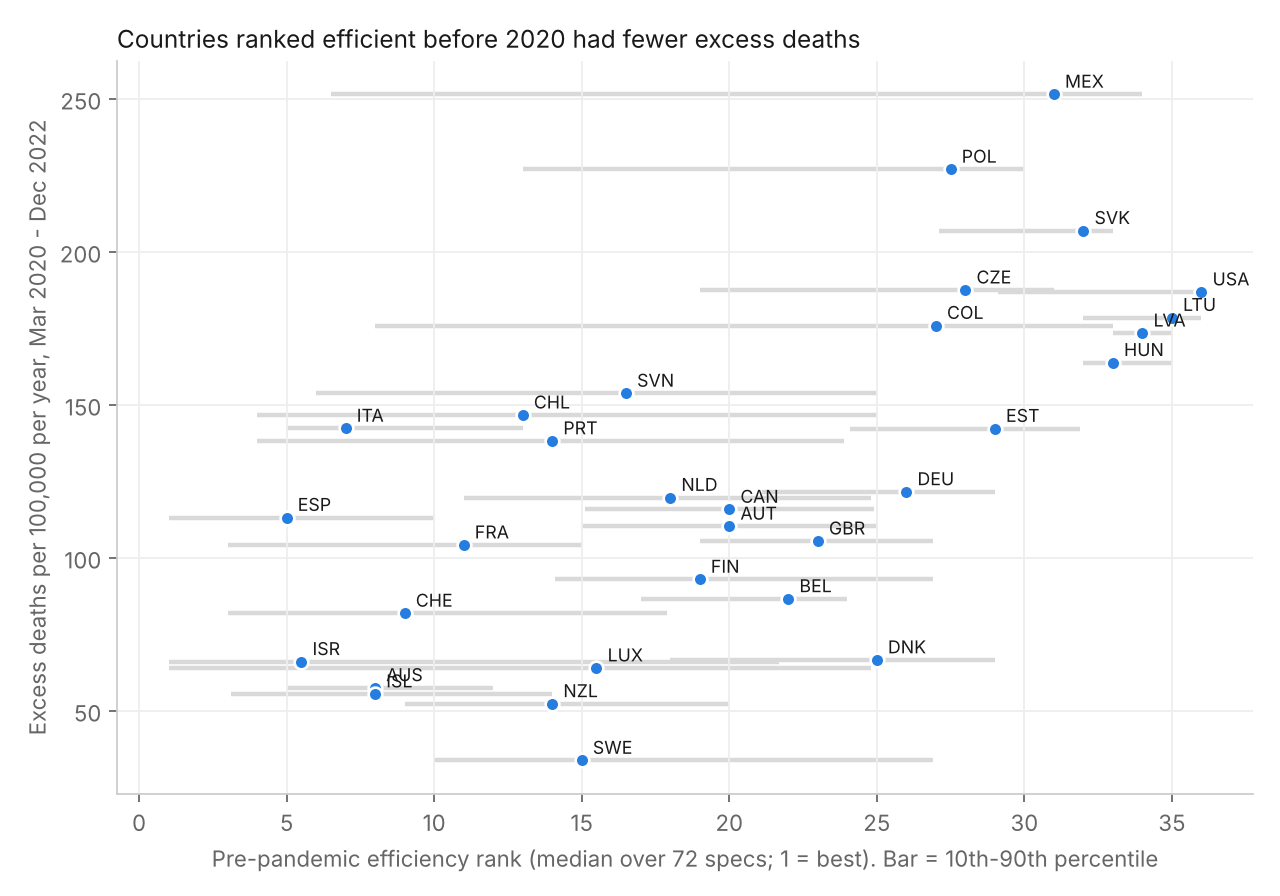 Countries ranked efficient before 2020 had fewer excess deaths
Excess deaths per 100,000 per year, Mar 2020 - Dec 2022
250
200
150
100
50
MEX
POL
SVK
CZE
USA
LTU
COL
LVA
HUN
SVN
CHL
ITA
EST
PRT
DEU
NLD
CAN
ESP
AUT
GBR
FRA
FIN
BEL
CHE
ISR
LUX
DNK
AUS
ISL
NZL
SWE
0 5 10 15 20 25 30 35
Pre-pandemic efficiency rank (median over 72 specs; 1 = best). Bar = 10th-90th percentile